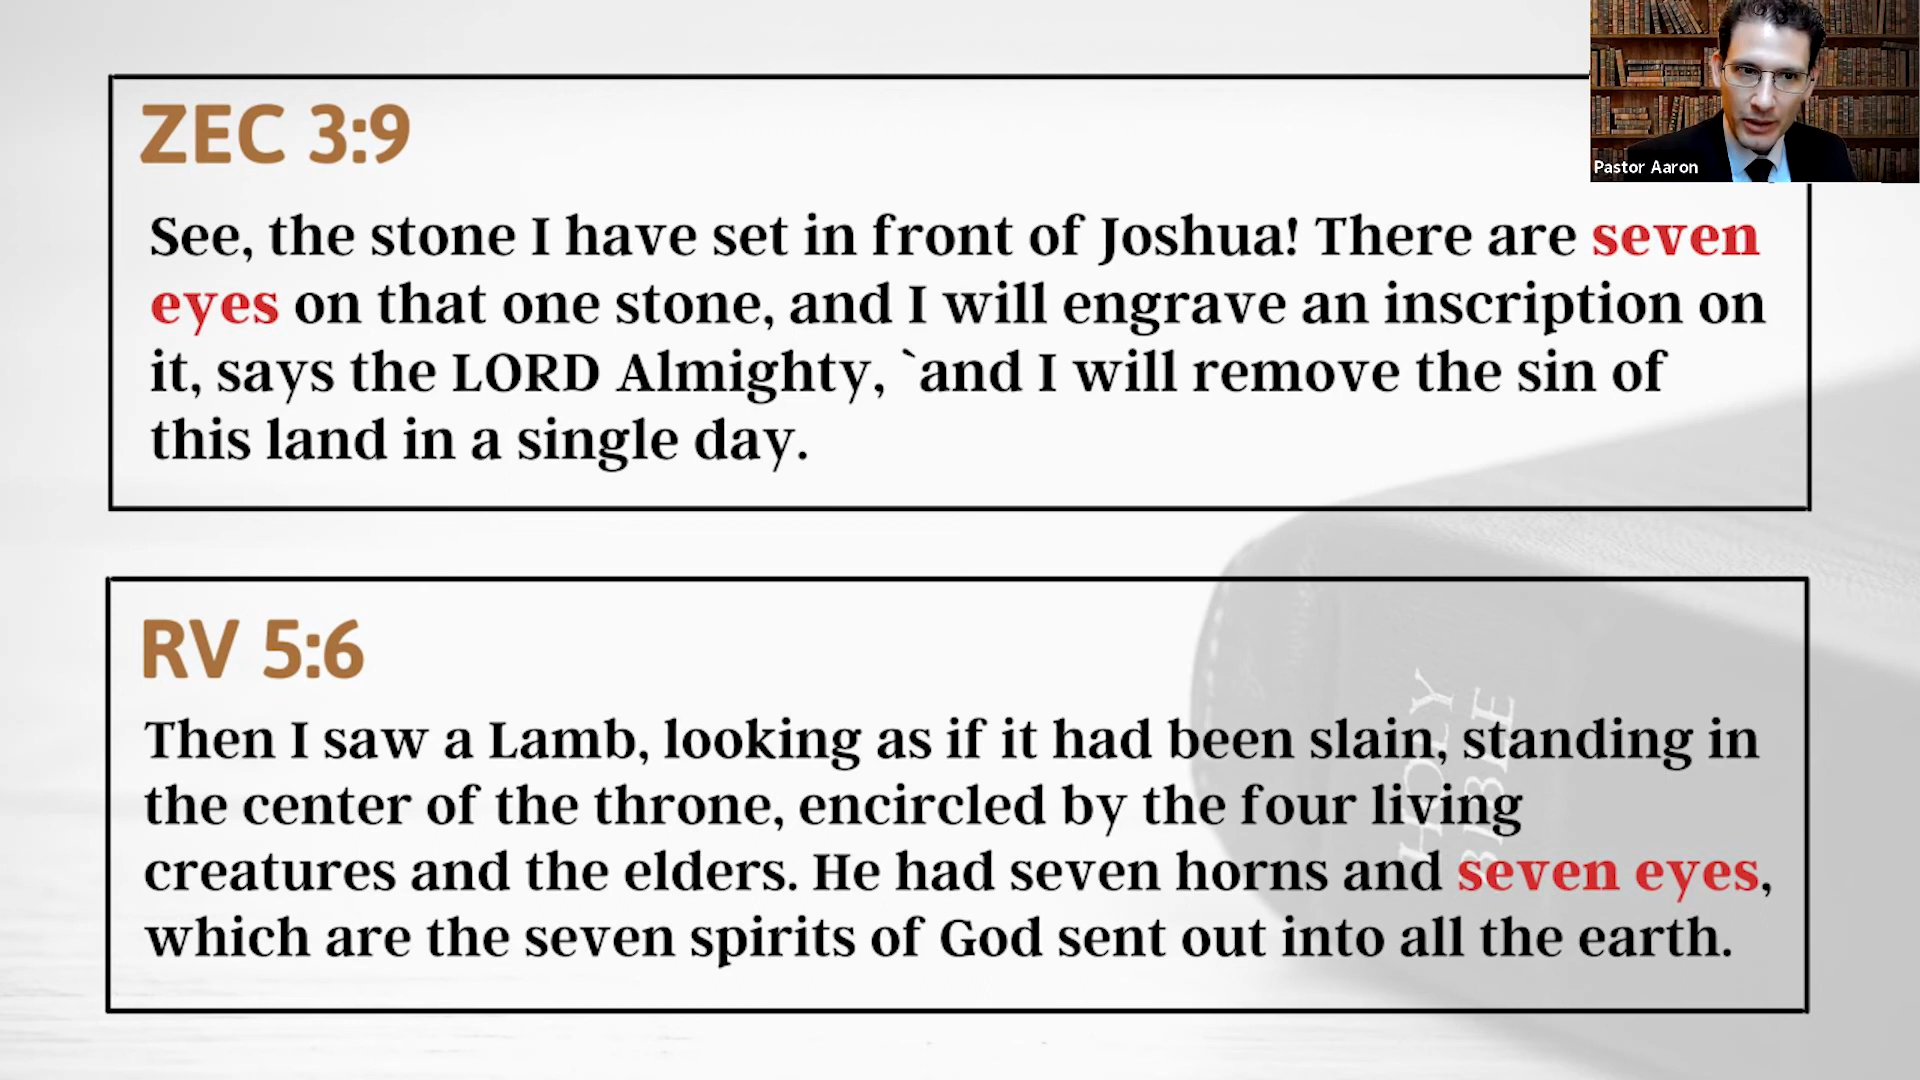 ZEC 3:9
See, the stone I have set in front of Joshua! There are seven
eyes on that one stone, and I will engrave an inscription on
it, says the LORD Almighty, `and I will remove the sin of
this land in a single day.
Pastor Aaron
RV 5:6
Then I saw a Lamb, looking as if it had been slain, standing in
the center of the throne, encircled by the four living
creatures and the elders. He had seven horns and seven eyes,
which are the seven spirits of God sent out into all the earth.
HOLY
BIBLE